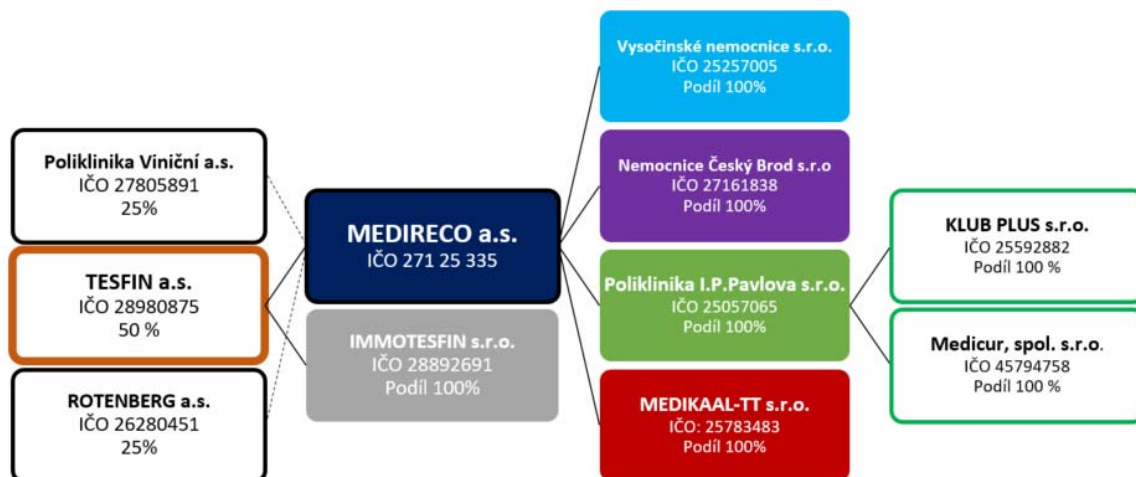 Poliklinika Viniční a.s.
IČO 27805891
25%
TESFIN a.s.
IČO 28980875
50 %
ROTENBERG a.s.
IČO 26280451
25%
MEDIRECO a.s.
IČO 271 25 335
IMMOTESFIN s.r.o.
IČO 28892691
Podíl 100%
Vysočinské nemocnice s.r.o.
IČO 25257005
Podíl 100%
Nemocnice Český Brod s.r.o
IČO 27161838
Podíl 100%
Poliklinika I.P.Pavlova s.r.o.
IČO 25057065
Podíl 100%
MEDIKAAL-TT s.r.o.
IČO: 25783483
Podíl 100%
KLUB PLUS s.r.o.
IČO 25592882
Podíl 100 %
Medicur, spol. s.r.o.
IČO 45794758
Podíl 100 %